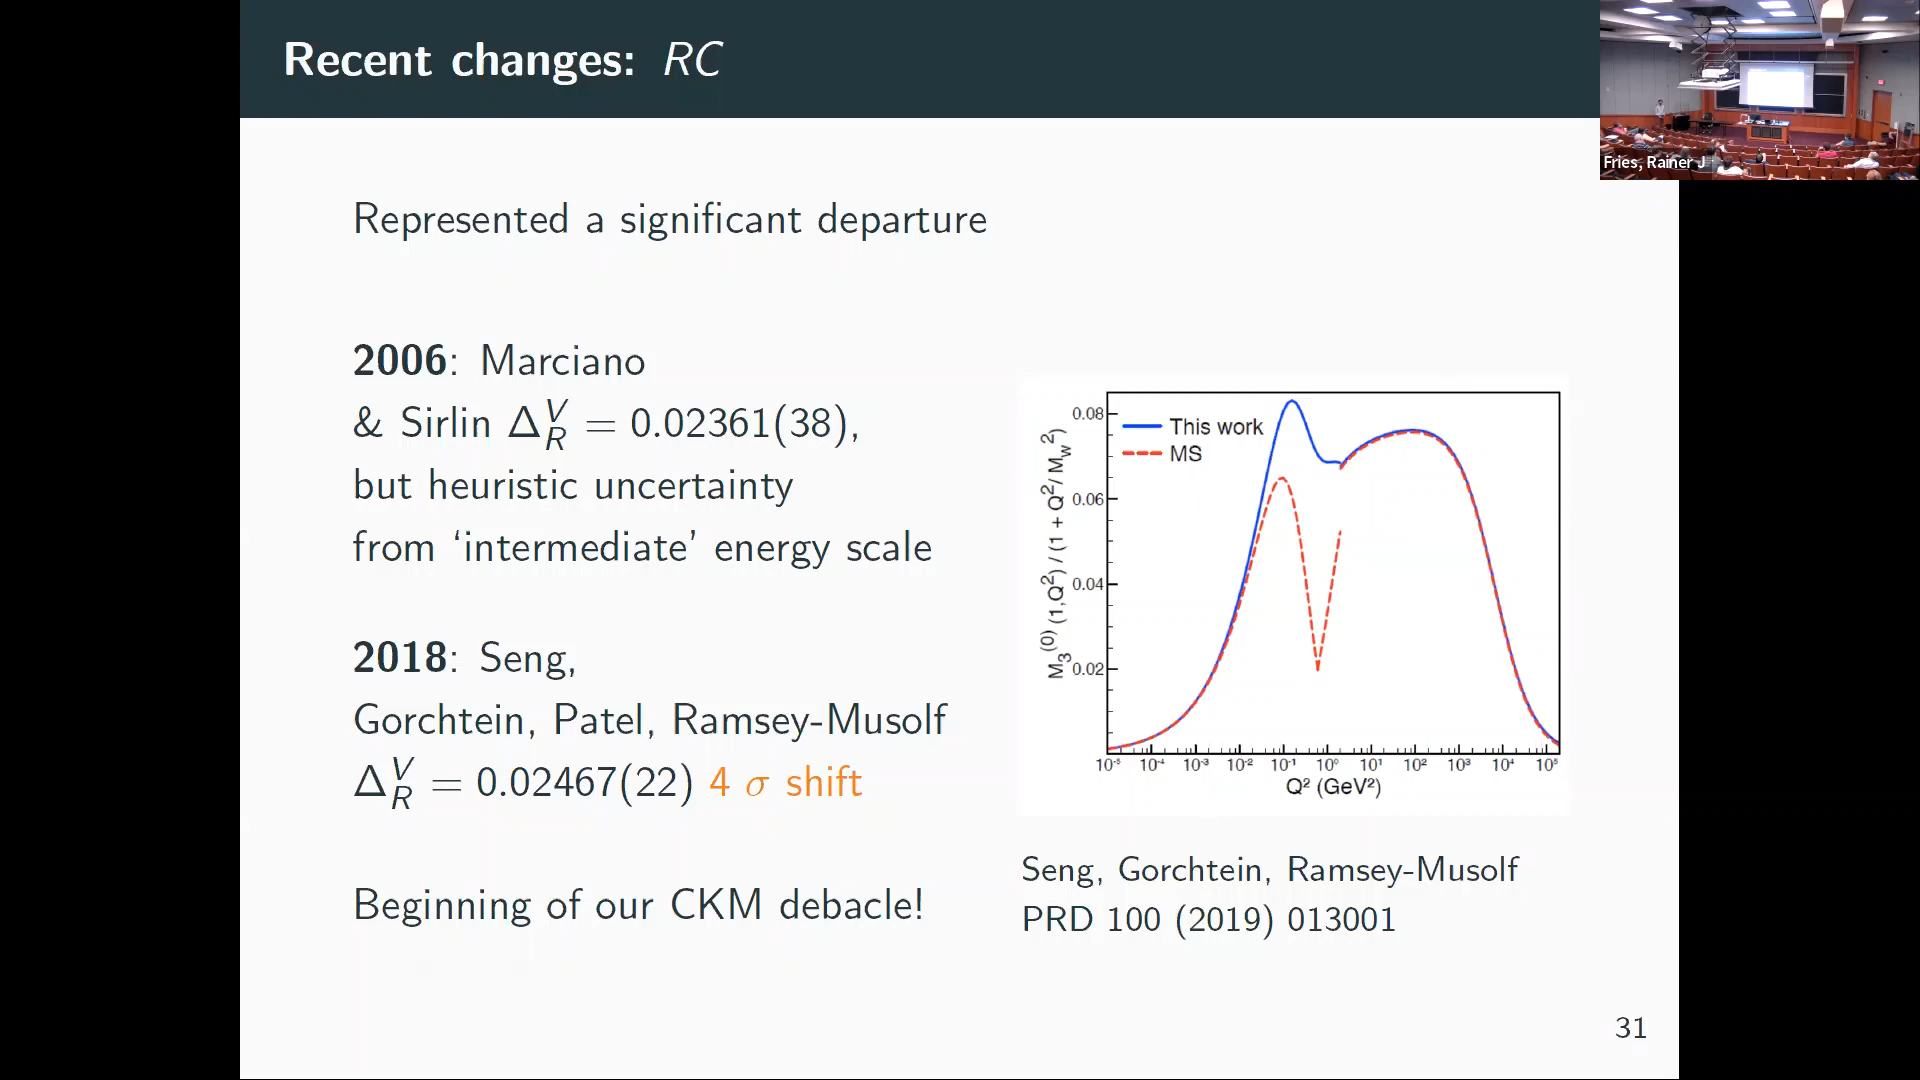 Recent changes: RC
Fries, Rainer J
Represented a significant departure
2006: Marciano
& Sirlin Δ_R^V = 0.02361(38),
but heuristic uncertainty
from ‘intermediate’ energy scale
2018: Seng,
Gorchtein, Patel, Ramsey-Musolf
Δ_R^V = 0.02467(22) 4 σ shift
Beginning of our CKM debacle!
This work
MS
M₃⁽⁰⁾ (1,Q²) / (1 + Q²/ M_w²)
0.08
0.06
0.04
0.02
10⁻⁵ 10⁻⁴ 10⁻³ 10⁻² 10⁻¹ 10⁰ 10¹ 10² 10³ 10⁴ 10⁵
Q² (GeV²)
Seng, Gorchtein, Ramsey-Musolf
PRD 100 (2019) 013001
31